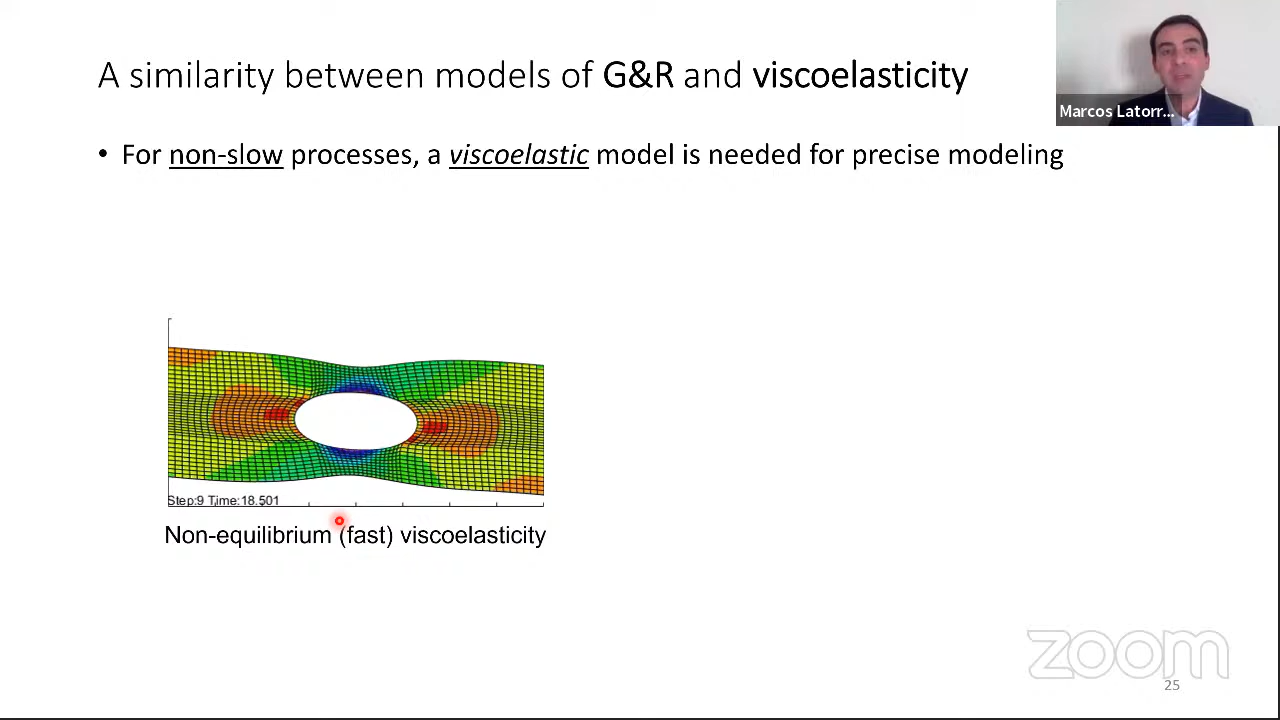 A similarity between models of G&R and viscoelasticity
Marcos Latorr...
• For non-slow processes, a viscoelastic model is needed for precise modeling
Step:9 Time:18.501
Non-equilibrium (fast) viscoelasticity
zoom
25